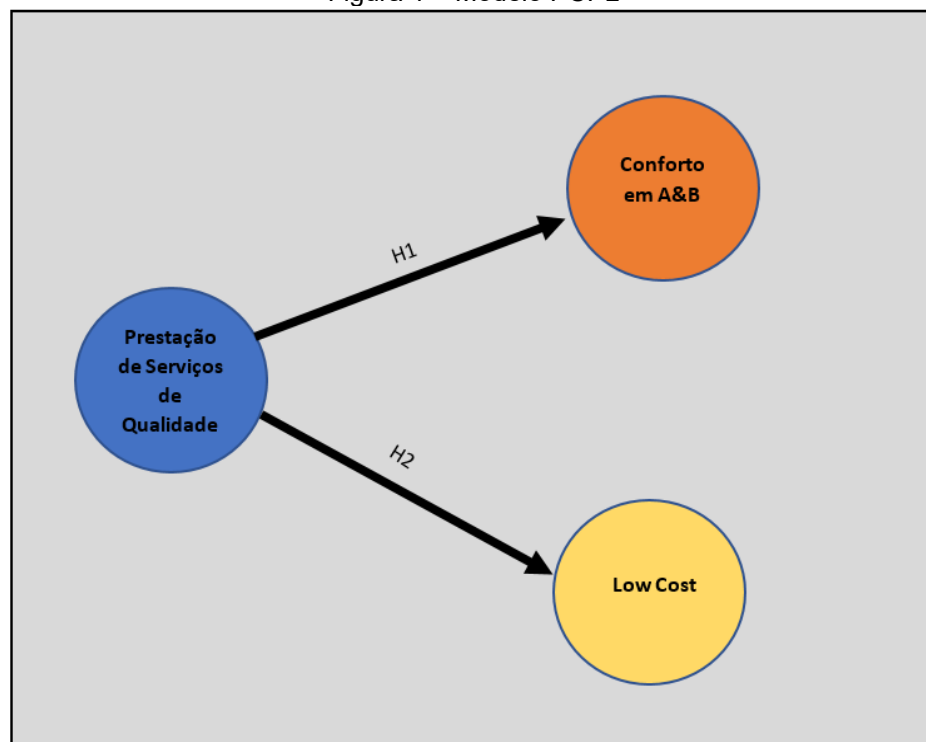 Conforto
em A&B
H1
Prestação
de Serviços
de
Qualidade
H2
Low Cost